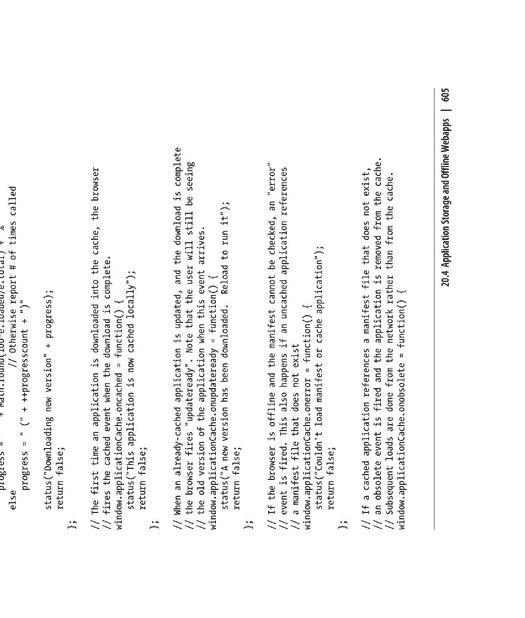 progress = " " + Math.round(100*e.loaded/e.total) + "%
else // Otherwise report # of times called
progress = " (" + ++progresscount + ")"
status("Downloading new version" + progress);
return false;
};
// The first time an application is downloaded into the cache, the browser
// fires the cached event when the download is complete.
window.applicationCache.oncached = function() {
status("This application is now cached locally");
return false;
};
// When an already-cached application is updated, and the download is complete
// the browser fires "updateready". Note that the user will still be seeing
// the old version of the application when this event arrives.
window.applicationCache.onupdateready = function() {
status("A new version has been downloaded. Reload to run it");
return false;
};
// If the browser is offline and the manifest cannot be checked, an "error"
// event is fired. This also happens if an uncached application references
// a manifest file that does not exist
window.applicationCache.onerror = function() {
status("Couldn't load manifest or cache application");
return false;
};
// If a cached application references a manifest file that does not exist,
// an obsolete event is fired and the application is removed from the cache.
// subsequent loads are done from the network rather than from the cache.
window.applicationCache.onobsolete = function() {
20.4 Application Storage and Offline Webapps | 605